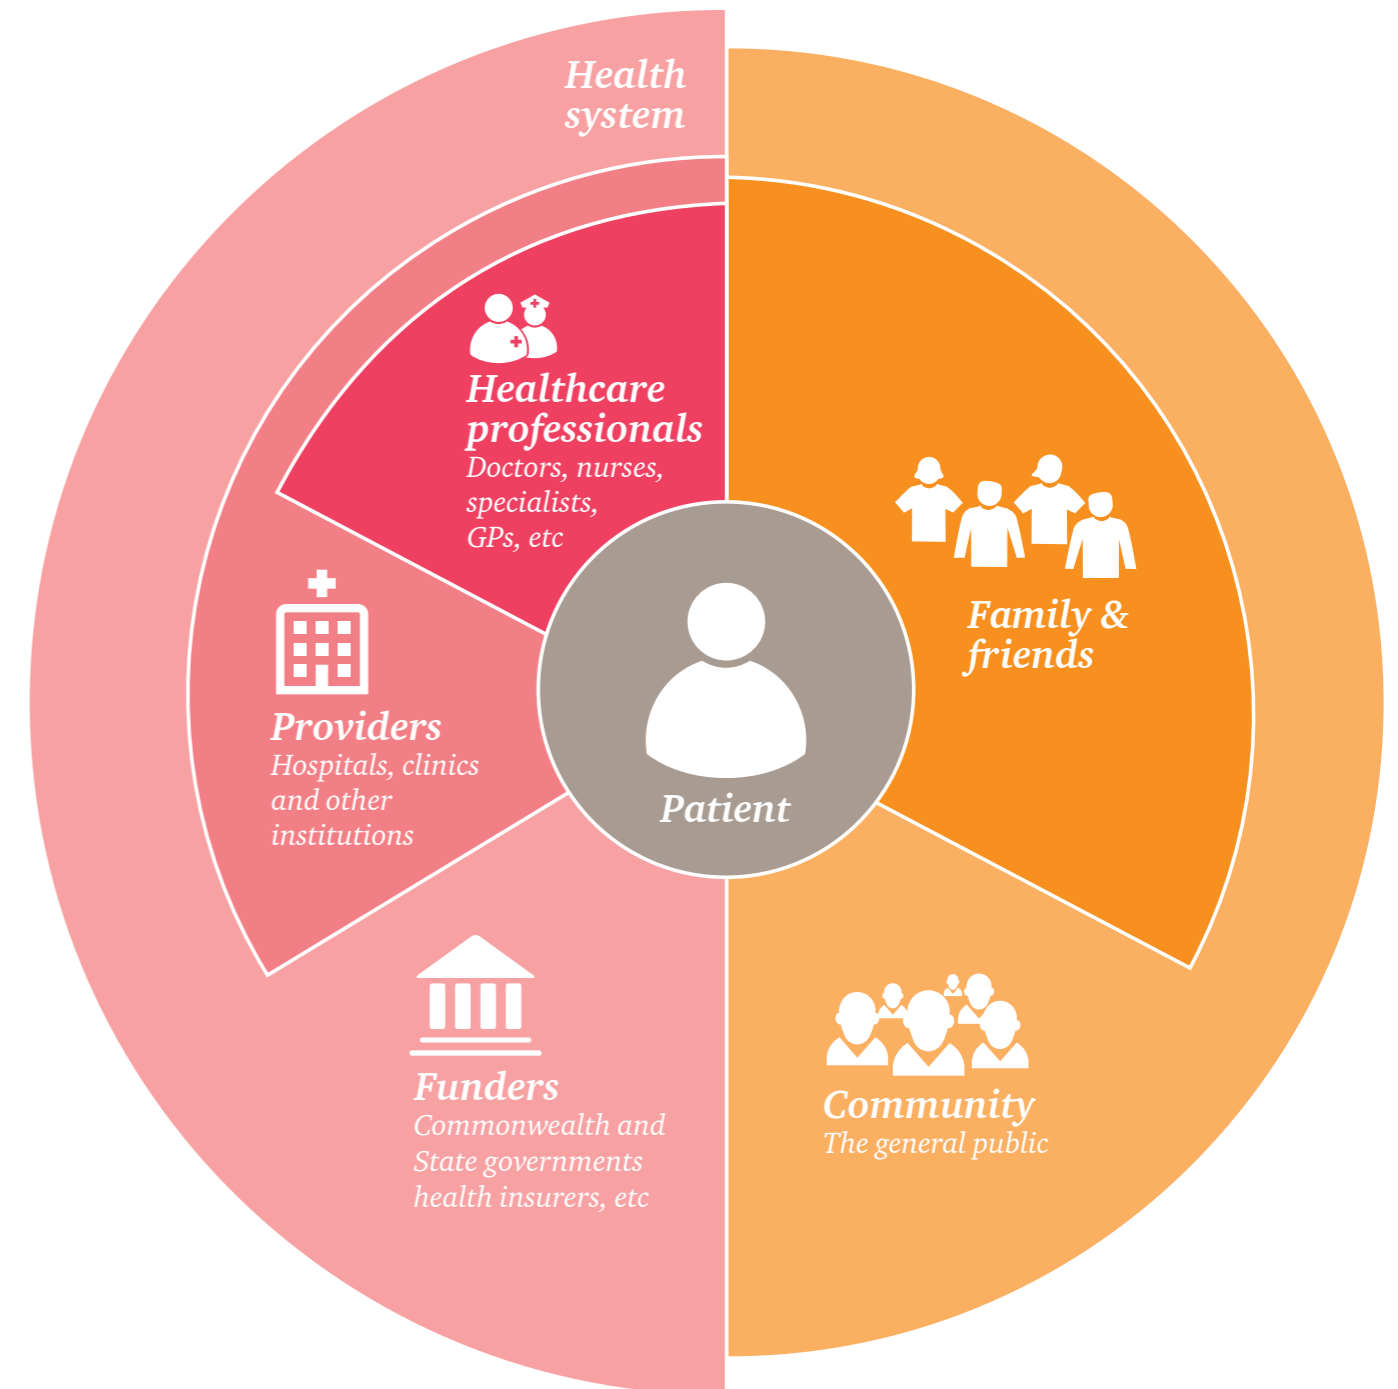 Health
system
Healthcare
professionals
Doctors, nurses,
specialists,
GPs, etc
Family &
friends
Providers
Hospitals, clinics
and other
institutions
Patient
Funders
Commonwealth and
State governments
health insurers, etc
Community
The general public